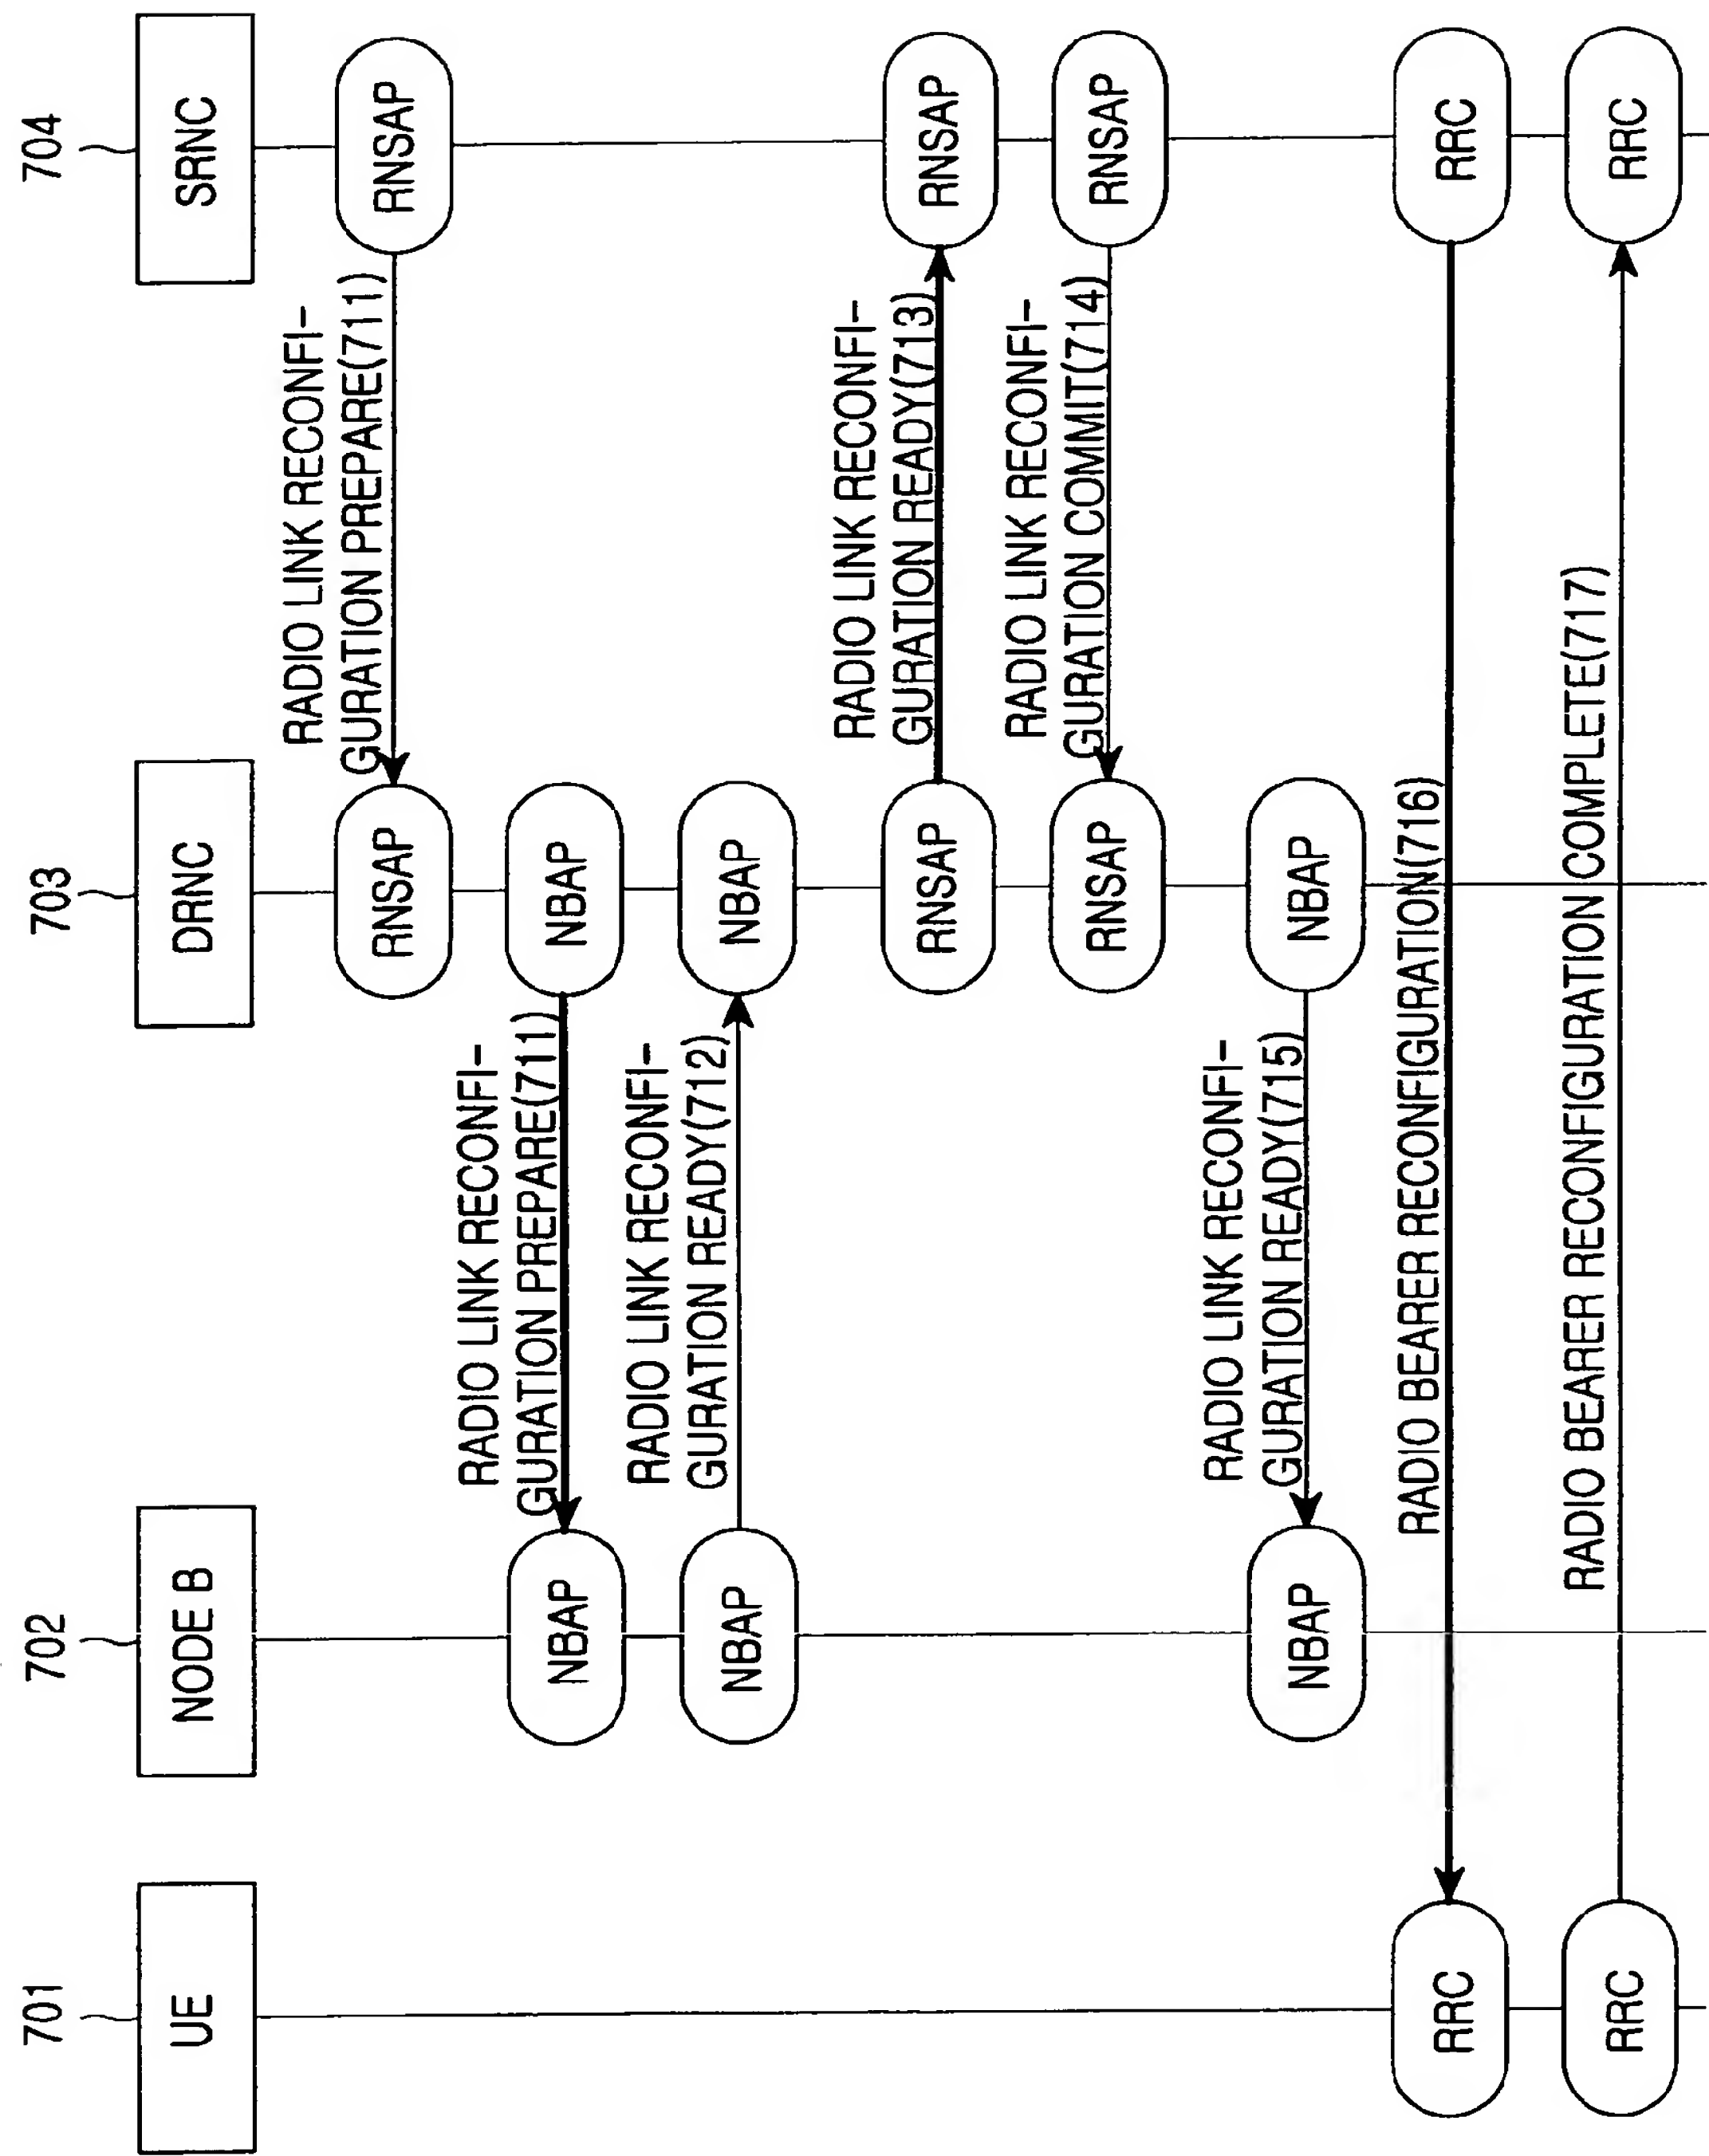 701
702
703
704
UE
NODE B
DRNC
SRNC
RADIO LINK RECONFI-
GURATION PREPARE(711)
RNSAP
RNSAP
RADIO LINK RECONFI-
GURATION PREPARE(711)
NBAP
NBAP
RADIO LINK RECONFI-
GURATION READY(712)
NBAP
NBAP
RADIO LINK RECONFI-
GURATION READY(713)
RNSAP
RNSAP
RADIO LINK RECONFI-
GURATION COMMIT(714)
RNSAP
RNSAP
RADIO LINK RECONFI-
GURATION READY(715)
NBAP
NBAP
RADIO BEARER RECONFIGURATION(716)
RRC
RRC
RADIO BEARER RECONFIGURATION COMPLETE(717)
RRC
RRC